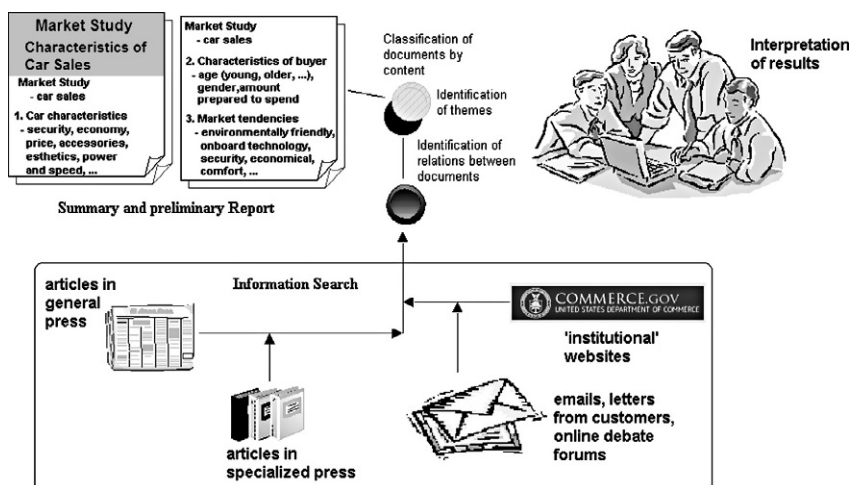 Market Study
Characteristics of
Car Sales
Market Study
- car sales
1. Car characteristics
- security, economy,
price, accessories,
esthetics, power
and speed, ...
Market Study
- car sales
2. Characteristics of buyer
- age (young, older, ...),
gender,amount
prepared to spend
3. Market tendencies
- environmentally friendly,
onboard technology,
security, economical,
comfort, ...
Summary and preliminary Report
Classification of
documents by
content
Identification
of themes
Identification of
relations between
documents
Interpretation
of results
Information Search
articles in
general
press
articles in
specialized press
COMMERCE.GOV
UNITED STATES DEPARTMENT OF COMMERCE
'institutional'
websites
emails, letters
from customers,
online debate
forums